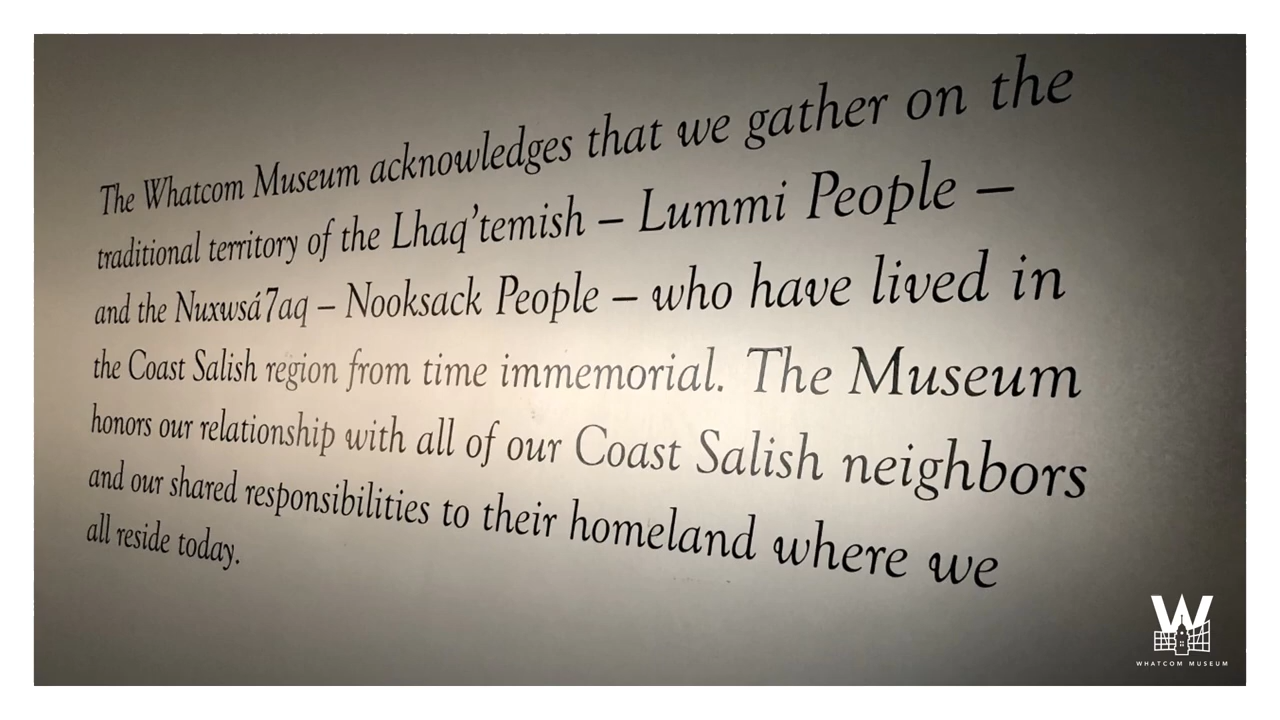 The Whatcom Museum acknowledges that we gather on the
traditional territory of the Lhaq’temish – Lummi People –
and the Nuxwsá7aq – Nooksack People – who have lived in
the Coast Salish region from time immemorial. The Museum
honors our relationship with all of our Coast Salish neighbors
and our shared responsibilities to their homeland where we
all reside today.
W
WHATCOM MUSEUM